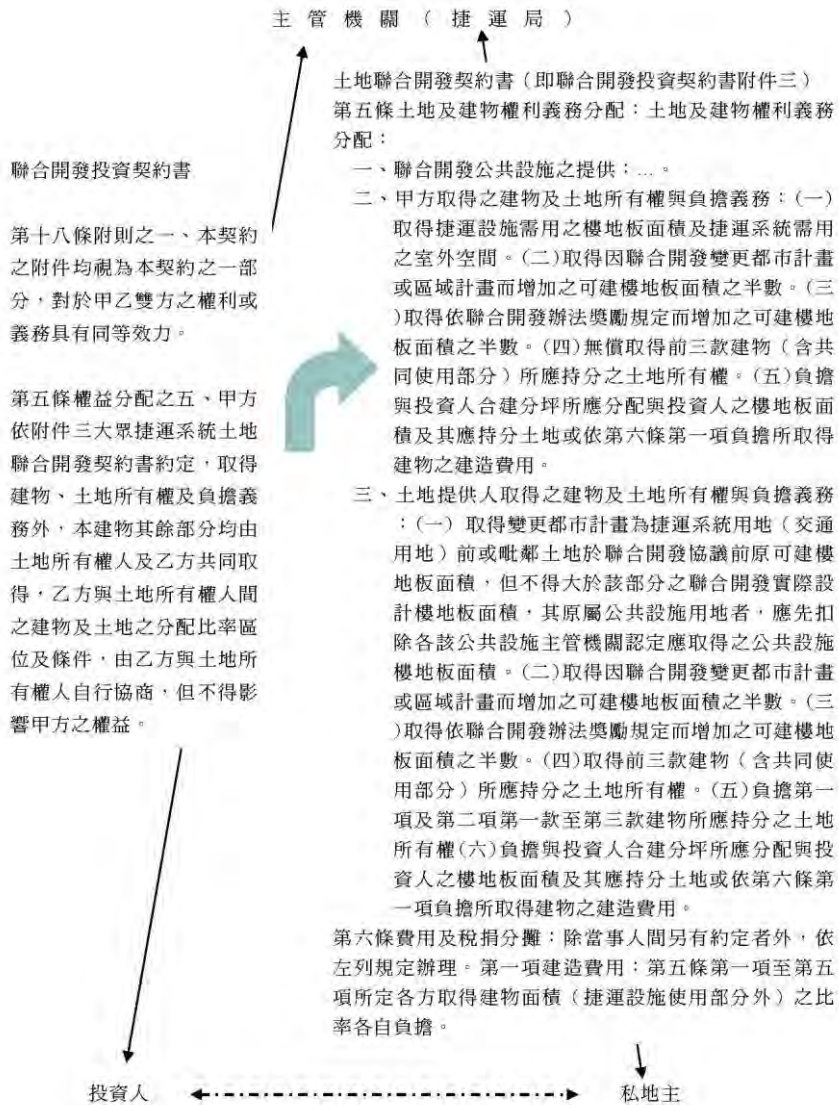 主管機關（捷運局）
聯合開發投資契約書
第十八條附則之一、本契約
之附件均視為本契約之一部
分，對於甲乙雙方之權利或
義務具有同等效力。
第五條權益分配之五、甲方
依附件三大眾捷運系統土地
聯合開發契約書約定，取得
建物、土地所有權及負擔義
務外，本建物其餘部分均由
土地所有權人及乙方共同取
得，乙方與土地所有權人間
之建物及土地之分配比率區
位及條件，由乙方與土地所
有權人自行協商，但不得影
響甲方之權益。
土地聯合開發契約書（即聯合開發投資契約書附件三）
第五條土地及建物權利義務分配：土地及建物權利義務
分配：
一、聯合開發公共設施之提供：…。
二、甲方取得之建物及土地所有權與負擔義務：(一)
取得捷運設施需用之樓地板面積及捷運系統需用
之室外空間。(二)取得因聯合開發變更都市計畫
或區域計畫而增加之可建樓地板面積之半數。(三
)取得依聯合開發辦法獎勵規定而增加之可建樓地
板面積之半數。(四)無償取得前三款建物（含共
同使用部分）所應持分之土地所有權。(五)負擔
與投資人合建分坪所應分配與投資人之樓地板面
積及其應持分土地或依第六條第一項負擔所取得
建物之建造費用。
三、土地提供人取得之建物及土地所有權與負擔義務
：(一) 取得變更都市計畫為捷運系統用地（交通
用地）前或毗鄰土地於聯合開發協議前原可建樓
地板面積，但不得大於該部分之聯合開發實際設
計樓地板面積，其原屬公共設施用地者，應先扣
除各該公共設施主管機關認定應取得之公共設施
樓地板面積。(二)取得因聯合開發變更都市計畫
或區域計畫而增加之可建樓地板面積之半數。(三
)取得依聯合開發辦法獎勵規定而增加之可建樓地
板面積之半數。(四)取得前三款建物（含共同使
用部分）所應持分之土地所有權。(五)負擔第一
項及第二項第一款至第三款建物所應持分之土地
所有權(六)負擔與投資人合建分坪所應分配與投
資人之樓地板面積及其應持分土地或依第六條第
一項負擔所取得建物之建造費用。
第六條費用及稅捐分攤：除當事人間另有約定者外，依
左列規定辦理。第一項建造費用：第五條第一項至第五
項所定各方取得建物面積（捷運設施使用部分外）之比
率各自負擔。
投資人
私地主